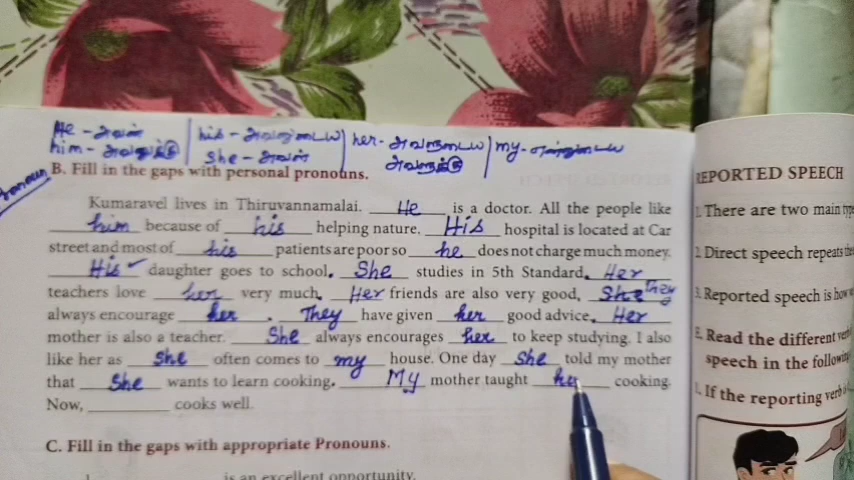 He - அவன் | his - அவனுடைய | her - அவளுடைய | my - என்னுடைய
him - அவனுக்கு she - அவள் அவளுக்கு
Pronoun
B. Fill in the gaps with personal pronouns.
Kumaravel lives in Thiruvannamalai. He is a doctor. All the people like
him because of his helping nature. His hospital is located at Car
street and most of his patients are poor so he does not charge much money.
His daughter goes to school. She studies in 5th Standard. Her
teachers love her very much. Her friends are also very good, She They
always encourage her. They have given her good advice. Her
mother is also a teacher. She always encourages her to keep studying. I also
like her as she often comes to my house. One day she told my mother
that She wants to learn cooking. My mother taught her cooking.
Now, ________ cooks well.
C. Fill in the gaps with appropriate Pronouns.
is an excellent opportunity.
REPORTED SPEECH
1. There are two main type
2. Direct speech repeats the
3. Reported speech is how
E. Read the different
speech in the following
1. If the reporting verb is